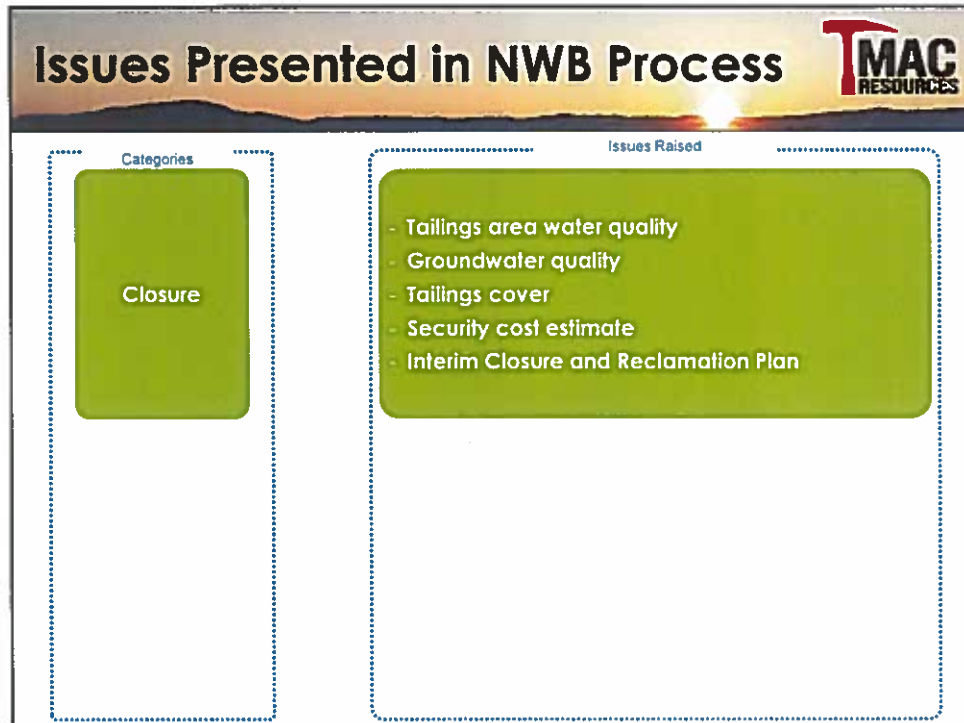 Issues Presented in NWB Process
TMAC
RESOURCES
Categories
Issues Raised
Closure
- Tailings area water quality
- Groundwater quality
- Tailings cover
- Security cost estimate
- Interim Closure and Reclamation Plan